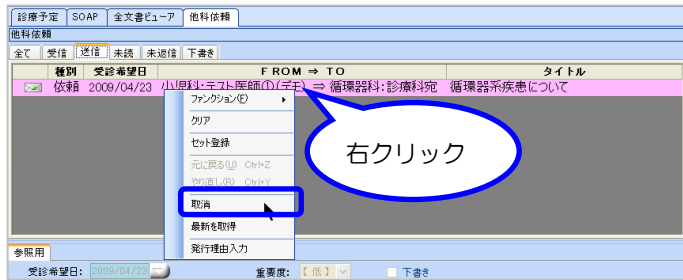 診療予定 SOAP 全文書ビューア 他科依頼
他科依頼
全て 受信 送信 未読 未返信 下書き
種別 受診希望日 FROM ⇒ TO タイトル
依頼 2009/04/23 小児科:テスト医師①(デモ) ⇒ 循環器科:診療科宛 循環器系疾患について
ファンクション(F)
クリア
セット登録
元に戻る(U) Ctrl+Z
やり直し(R) Ctrl+Y
取消
最新を取得
発行理由入力
右クリック
参照用
受診希望日: 2009/04/23 重要度: 【低】 下書き